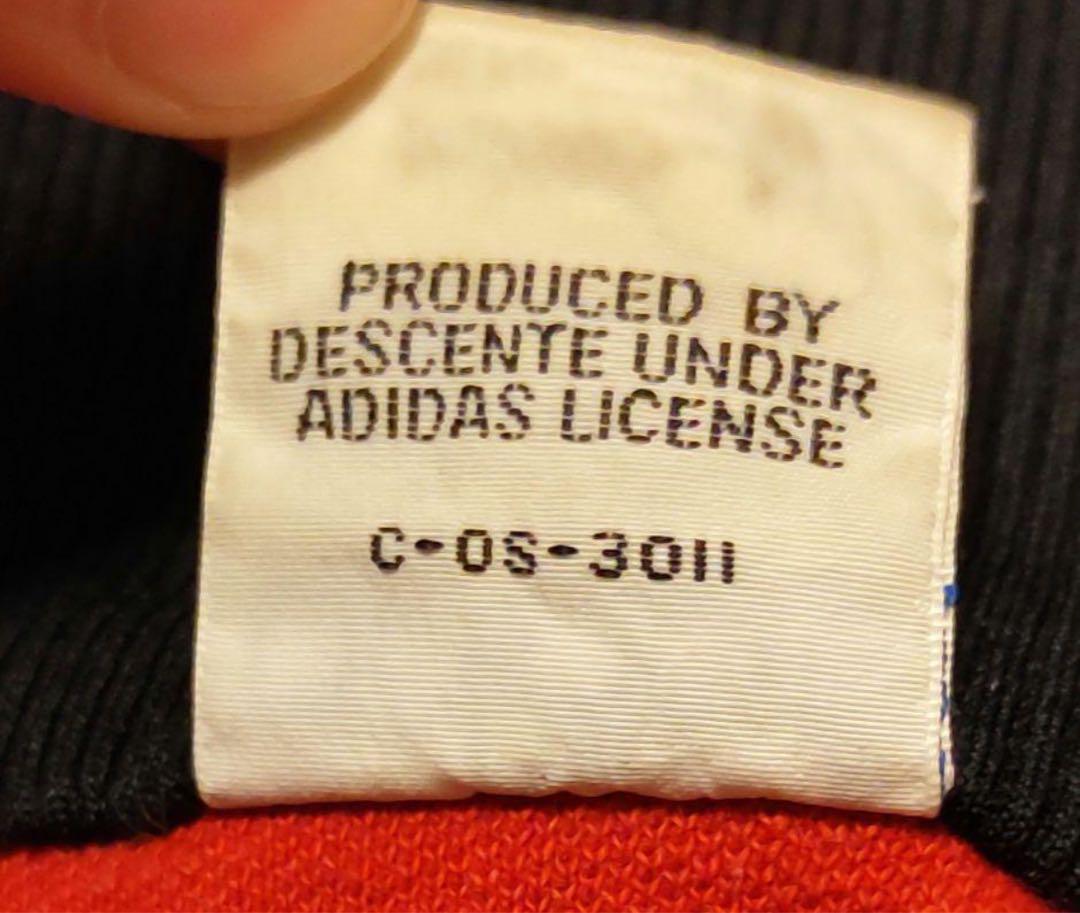 PRODUCED BY
DESCENTE UNDER
ADIDAS LICENSE
C-OS-3011